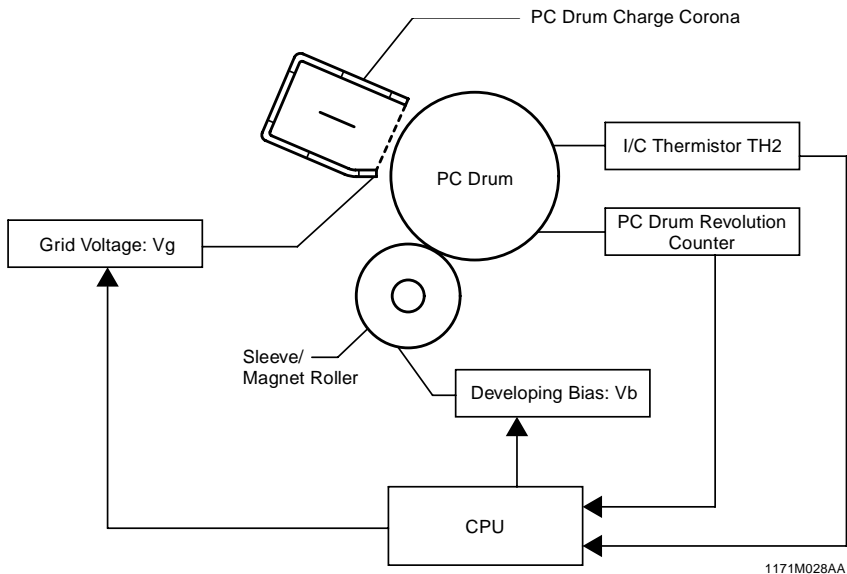 PC Drum Charge Corona
I/C Thermistor TH2
PC Drum
PC Drum Revolution
Counter
Grid Voltage: Vg
Sleeve/
Magnet Roller
Developing Bias: Vb
CPU
1171M028AA